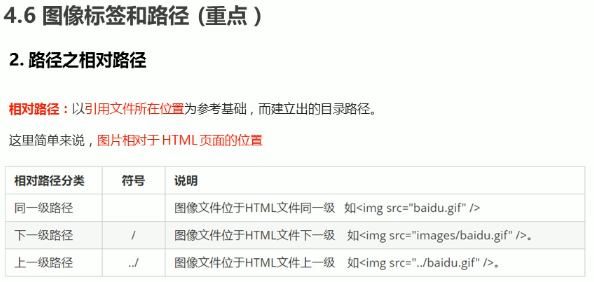 4.6 图像标签和路径 (重点 )
2. 路径之相对路径
相对路径：以引用文件所在位置为参考基础，而建立出的目录路径。
这里简单来说，图片相对于 HTML 页面的位置
相对路径分类 符号 说明
同一级路径 图像文件位于HTML文件同一级 如<img src="baidu.gif" />
下一级路径 / 图像文件位于HTML文件下一级 如<img src="images/baidu.gif" />。
上一级路径 ../ 图像文件位于HTML文件上一级 如<img src="../baidu.gif" />。